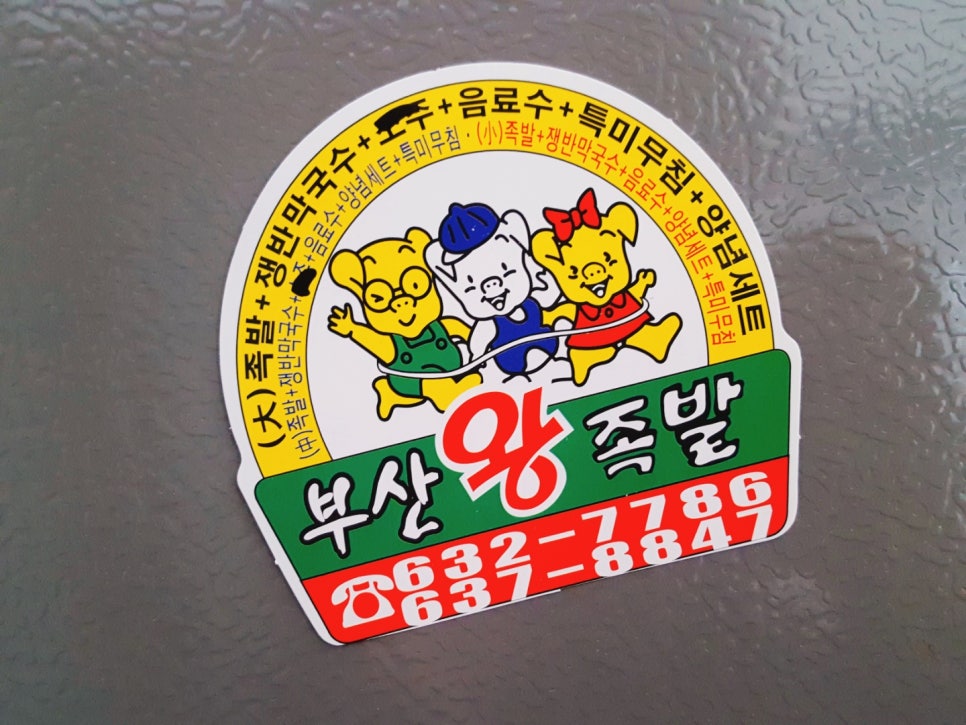 (大)족발+쟁반막국수+소주+음료수+특미무침+양념세트
(中)족발+쟁반막국수+ 주+음료수+양념세트+특미무침·(小)족발+쟁반막국수+음료수+양념세트+특미무침
부산왕족발
☎632-7786
637-8847